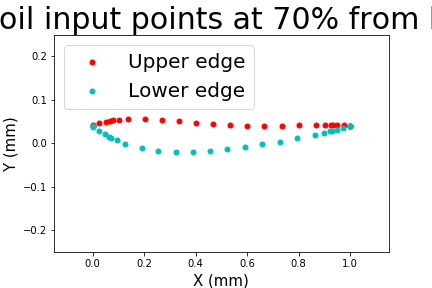 oil input points at 70% from
Upper edge
Lower edge
0.2
0.1
0.0
−0.1
−0.2
Y (mm)
0.0 0.2 0.4 0.6 0.8 1.0
X (mm)